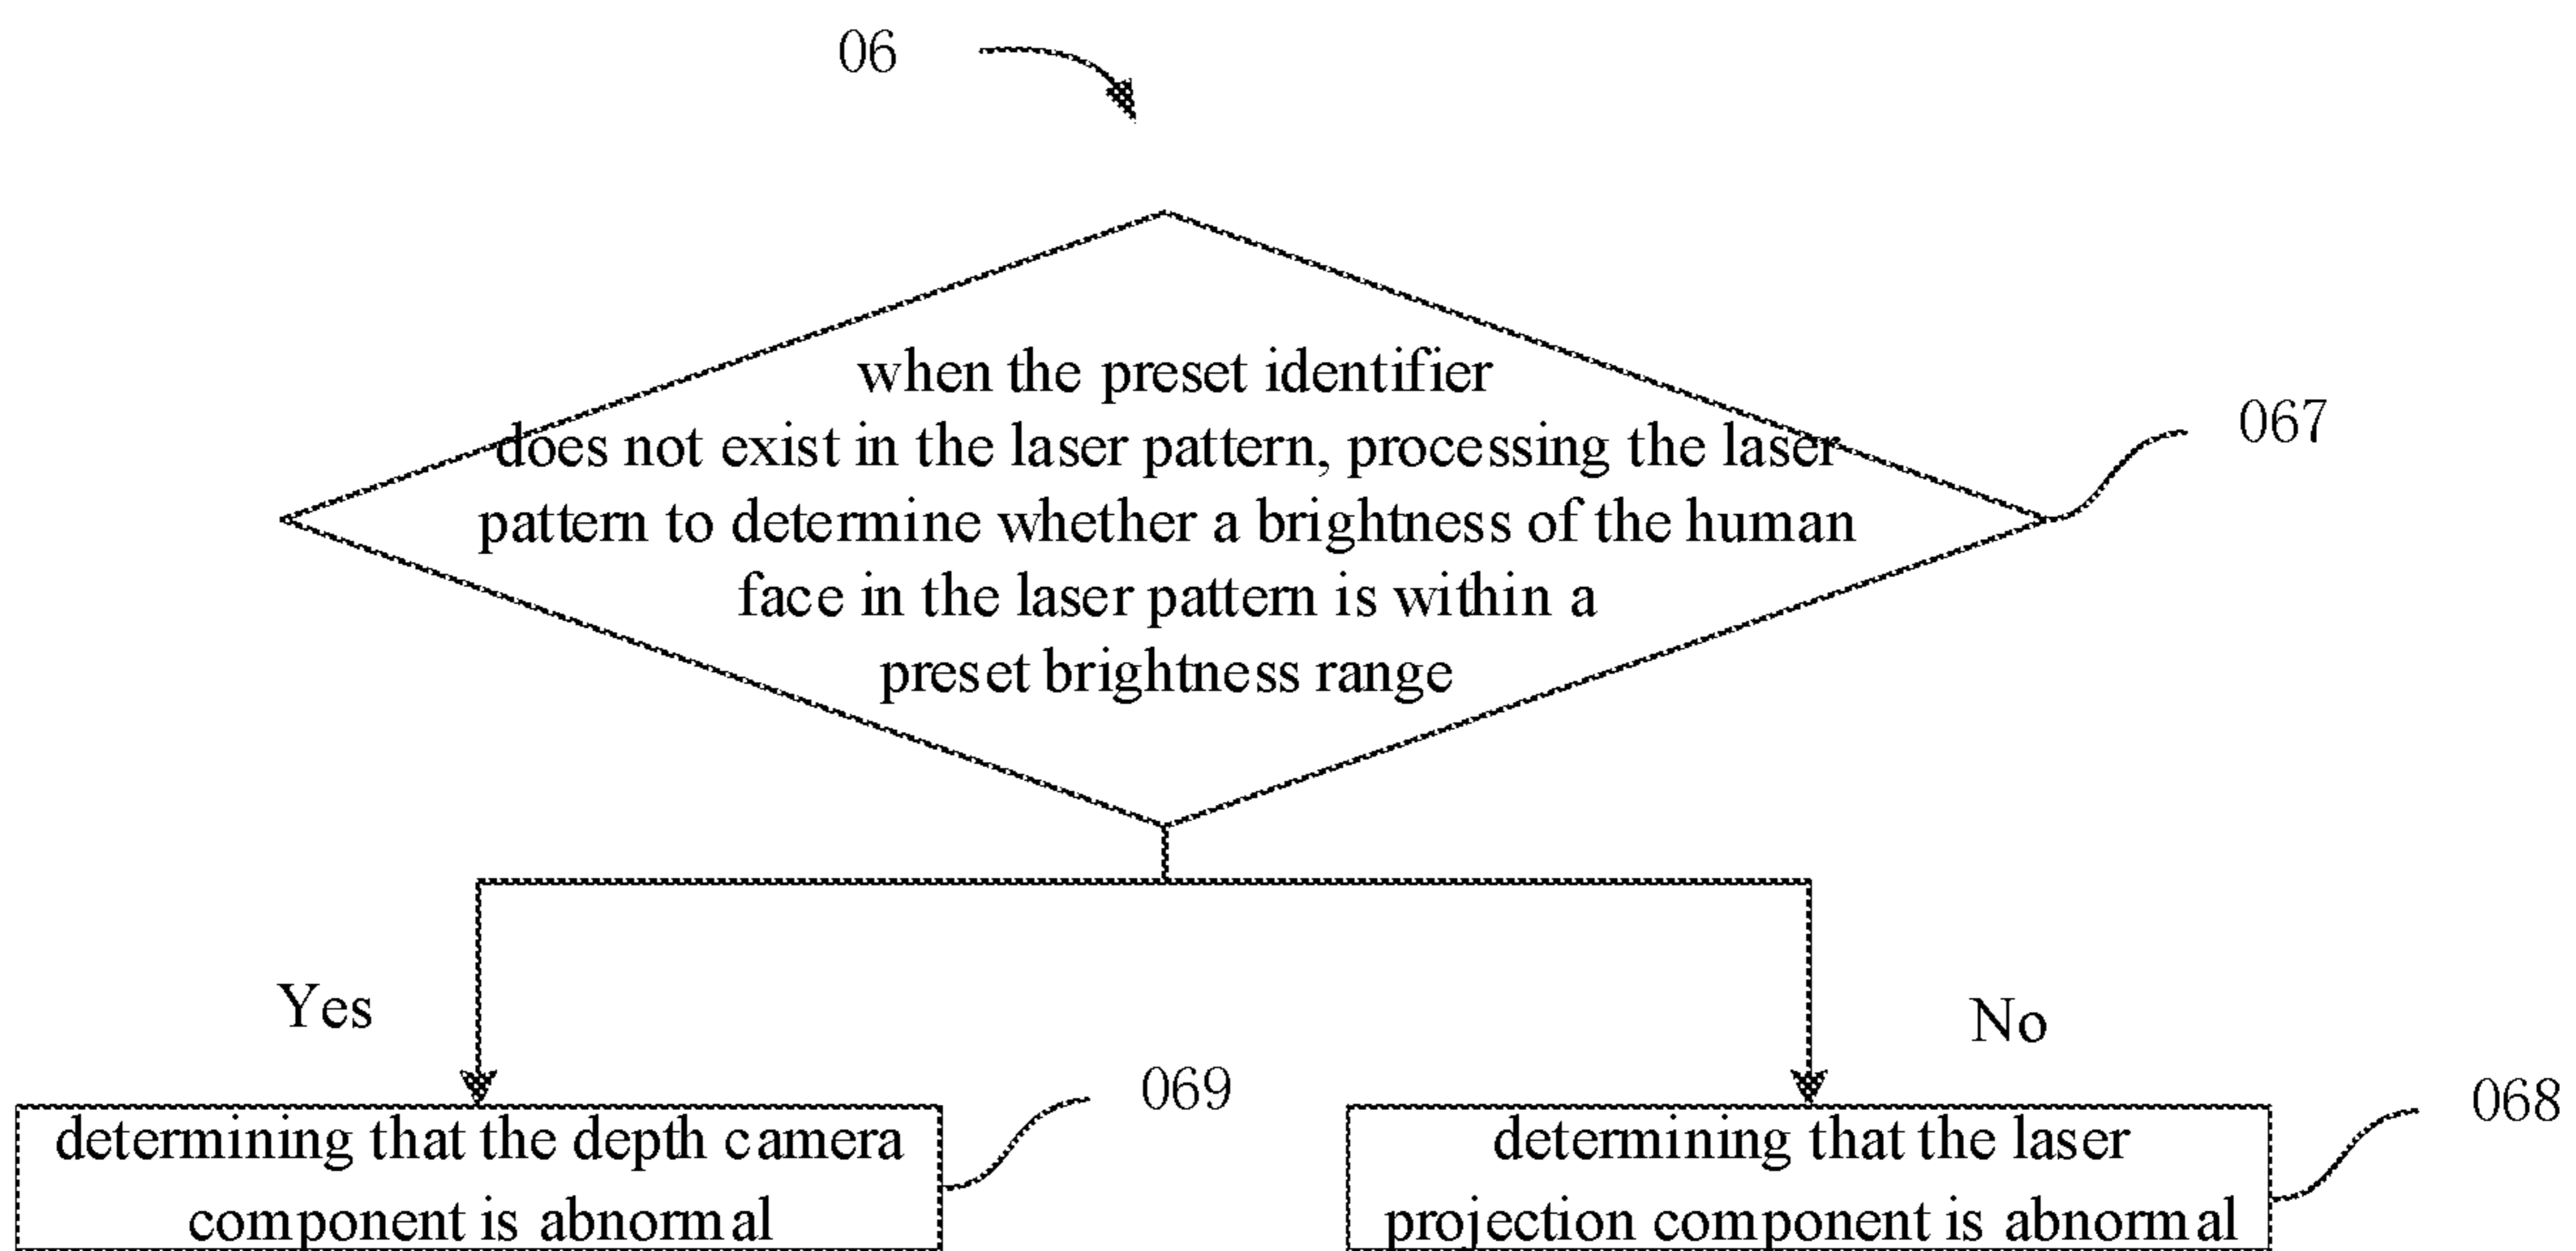 06
when the preset identifier
does not exist in the laser pattern, processing the laser
pattern to determine whether a brightness of the human
face in the laser pattern is within a
preset brightness range
067
Yes
No
determining that the depth camera
component is abnormal
069
determining that the laser
projection component is abnormal
068